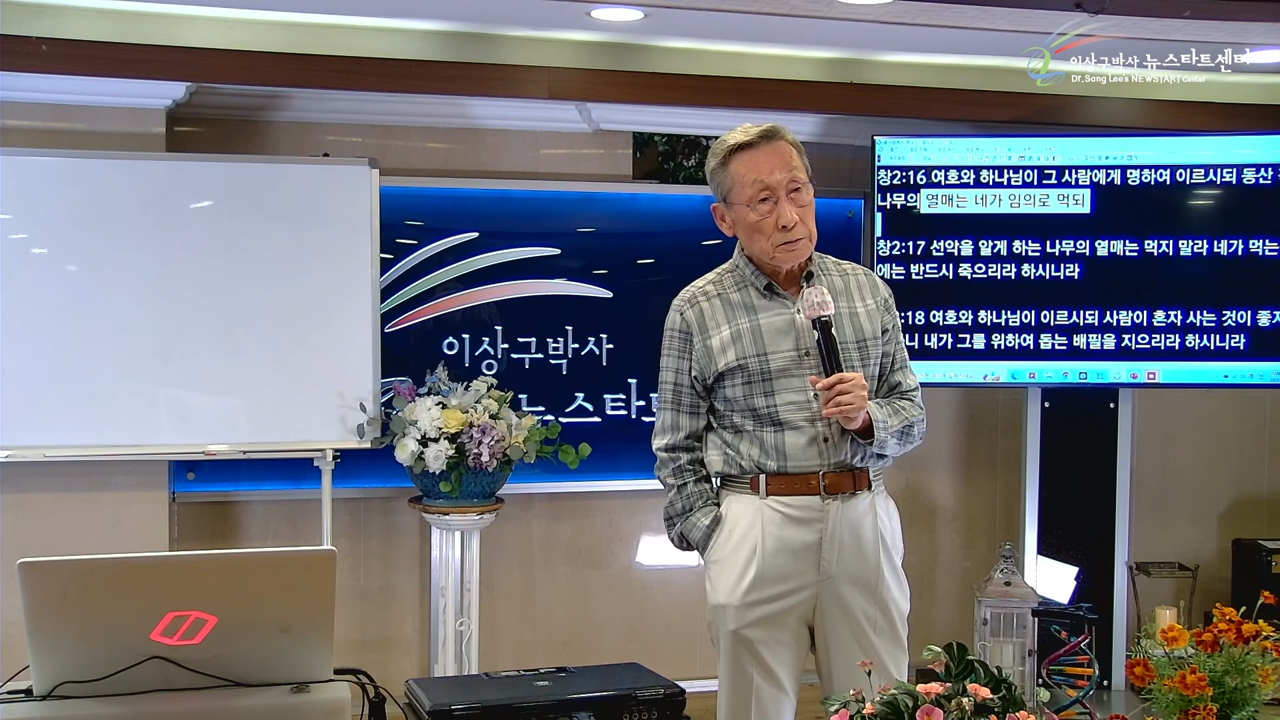 이상구박사 뉴스타트센터
Dr.Sang Lee's NEWSTART Center
창2:16 여호와 하나님이 그 사람에게 명하여 이르시되 동산
나무의 열매는 네가 임의로 먹되
창2:17 선악을 알게 하는 나무의 열매는 먹지 말라 네가 먹는
에는 반드시 죽으리라 하시니라
:18 여호와 하나님이 이르시되 사람이 혼자 사는 것이 좋지
니 내가 그를 위하여 돕는 배필을 지으리라 하시니라
이상구박사
뉴스타트